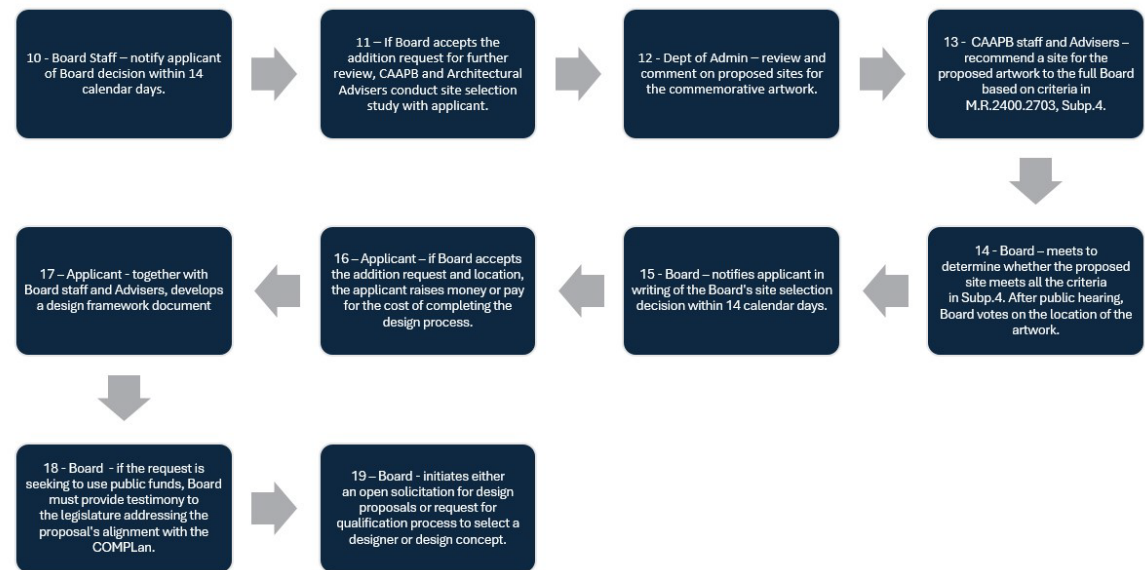 10 - Board Staff – notify applicant
of Board decision within 14
calendar days.
11 – If Board accepts the
addition request for further
review, CAAPB and Architectural
Advisers conduct site selection
study with applicant.
12 - Dept of Admin – review and
comment on proposed sites for
the commemorative artwork.
13 - CAAPB staff and Advisers –
recommend a site for the
proposed artwork to the full Board
based on criteria in
M.R.2400.2703, Subp.4.
14 - Board – meets to
determine whether the proposed
site meets all the criteria
in Subp.4. After public hearing,
Board votes on the location of the
artwork.
15 - Board – notifies applicant in
writing of the Board's site selection
decision within 14 calendar days.
16 – Applicant – if Board accepts
the addition request and location,
the applicant raises money or pay
for the cost of completing the
design process.
17 – Applicant - together with
Board staff and Advisers, develops
a design framework document
18 - Board - if the request is
seeking to use public funds, Board
must provide testimony to
the legislature addressing the
proposal's alignment with the
COMPLan.
19 – Board - initiates either
an open solicitation for design
proposals or request for
qualification process to select a
designer or design concept.